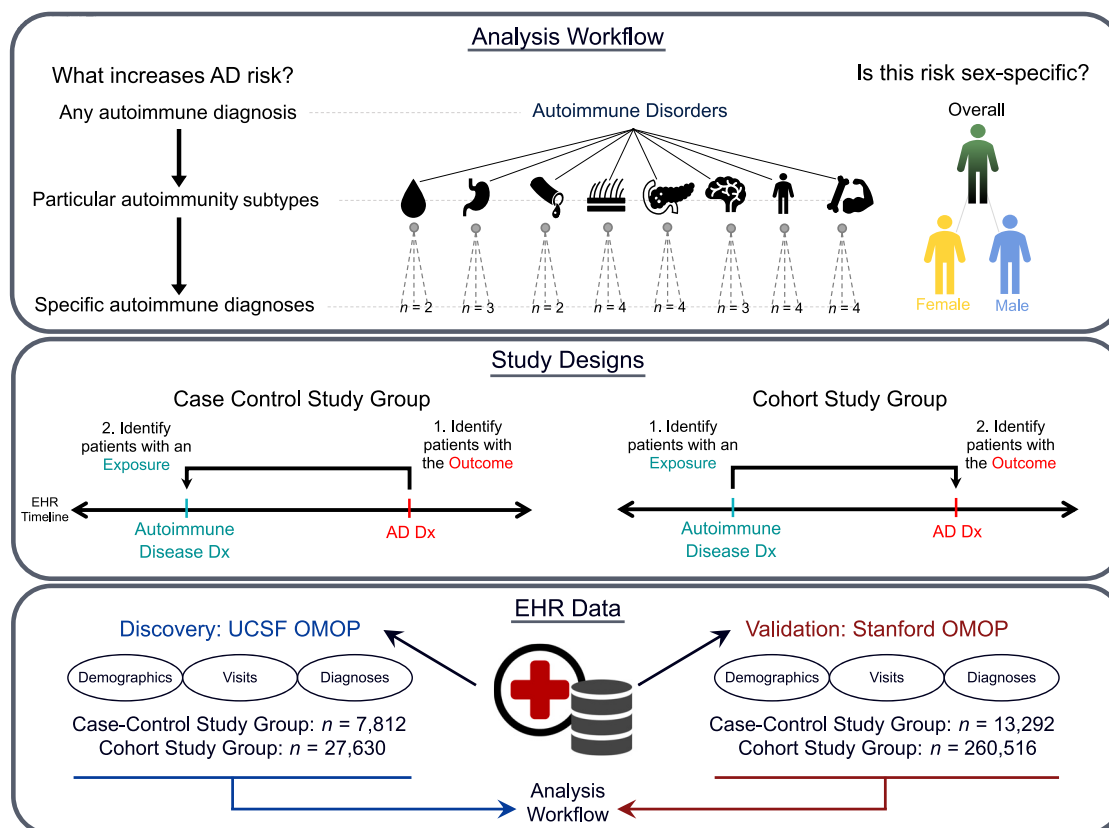 Analysis Workflow
What increases AD risk?
Any autoimmune diagnosis
Particular autoimmunity subtypes
Specific autoimmune diagnoses
Autoimmune Disorders
n = 2
n = 3
n = 2
n = 4
n = 4
n = 3
n = 4
n = 4
Is this risk sex-specific?
Overall
Female
Male
Study Designs
Case Control Study Group
2. Identify
patients with an
Exposure
1. Identify
patients with
the Outcome
EHR
Timeline
Autoimmune
Disease Dx
AD Dx
Cohort Study Group
1. Identify
patients with an
Exposure
2. Identify
patients with
the Outcome
Autoimmune
Disease Dx
AD Dx
EHR Data
Discovery: UCSF OMOP
Demographics
Visits
Diagnoses
Case-Control Study Group: n = 7,812
Cohort Study Group: n = 27,630
Validation: Stanford OMOP
Demographics
Visits
Diagnoses
Case-Control Study Group: n = 13,292
Cohort Study Group: n = 260,516
Analysis
Workflow